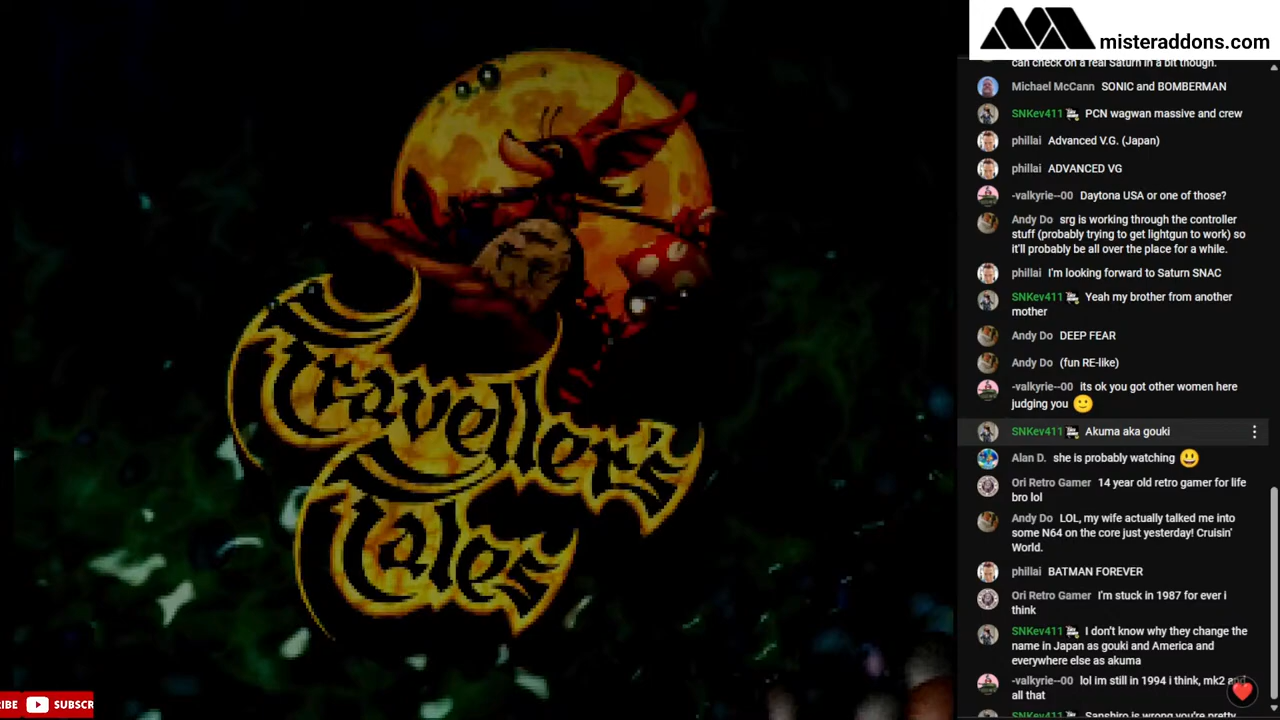 misteraddons.com
Travellers
Tales
can check on a real Saturn in a bit though.
Michael McCann SONIC and BOMBERMAN
SNKev411 PCN wagwan massive and crew
phillai Advanced V.G. (Japan)
phillai ADVANCED VG
-valkyrie--00 Daytona USA or one of those?
Andy Do srg is working through the controller
stuff (probably trying to get lightgun to work) so
it'll probably be all over the place for a while.
phillai I'm looking forward to Saturn SNAC
SNKev411 Yeah my brother from another
mother
Andy Do DEEP FEAR
Andy Do (fun RE-like)
-valkyrie--00 its ok you got other women here
judging you 🙂
SNKev411 Akuma aka gouki
Alan D. she is probably watching 😃
Ori Retro Gamer 14 year old retro gamer for life
bro lol
Andy Do LOL, my wife actually talked me into
some N64 on the core just yesterday! Cruisin'
World.
phillai BATMAN FOREVER
Ori Retro Gamer I'm stuck in 1987 for ever i
think
SNKev411 I don't know why they change the
name in Japan as gouki and America and
everywhere else as akuma
-valkyrie--00 lol im still in 1994 i think, mk2 and
all that
SNKev411 Sanshiro is wrong you're pretty
IBE SUBSCR